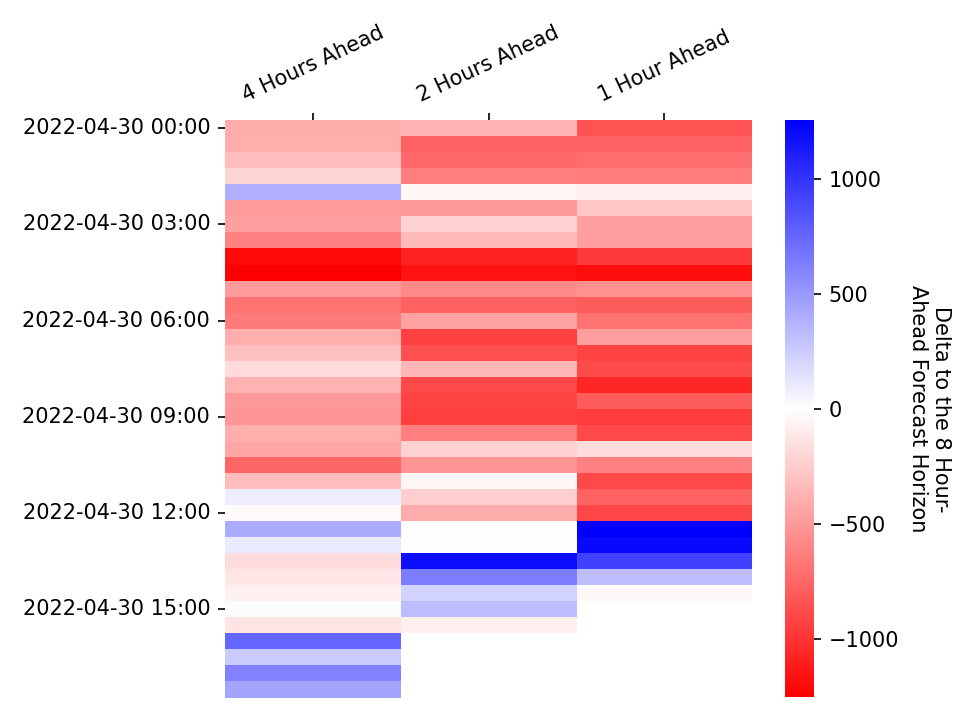 4 Hours Ahead
2 Hours Ahead
1 Hour Ahead
2022-04-30 00:00
2022-04-30 03:00
2022-04-30 06:00
2022-04-30 09:00
2022-04-30 12:00
2022-04-30 15:00
1000
500
0
−500
−1000
Delta to the 8 Hour-
Ahead Forecast Horizon